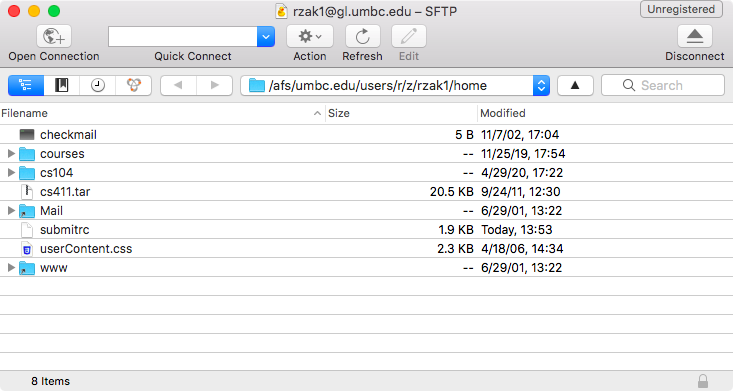 rzak1@gl.umbc.edu – SFTP
Unregistered
Open Connection Quick Connect Action Refresh Edit Disconnect
/afs/umbc.edu/users/r/z/rzak1/home Search
Filename Size Modified
checkmail 5 B 11/7/02, 17:04
courses -- 11/25/19, 17:54
cs104 -- 4/29/20, 17:22
cs411.tar 20.5 KB 9/24/11, 12:30
Mail -- 6/29/01, 13:22
submitrc 1.9 KB Today, 13:53
userContent.css 2.3 KB 4/18/06, 14:34
www -- 6/29/01, 13:22
8 Items